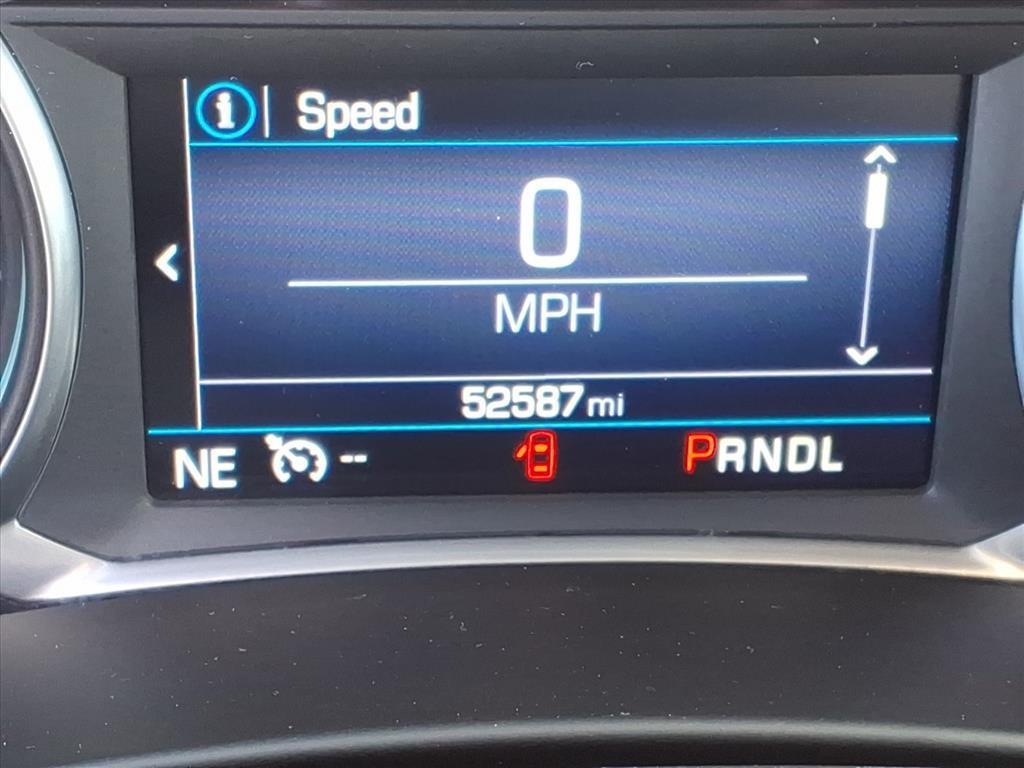 i | Speed
0
MPH
52587 mi
NE -- PRNDL